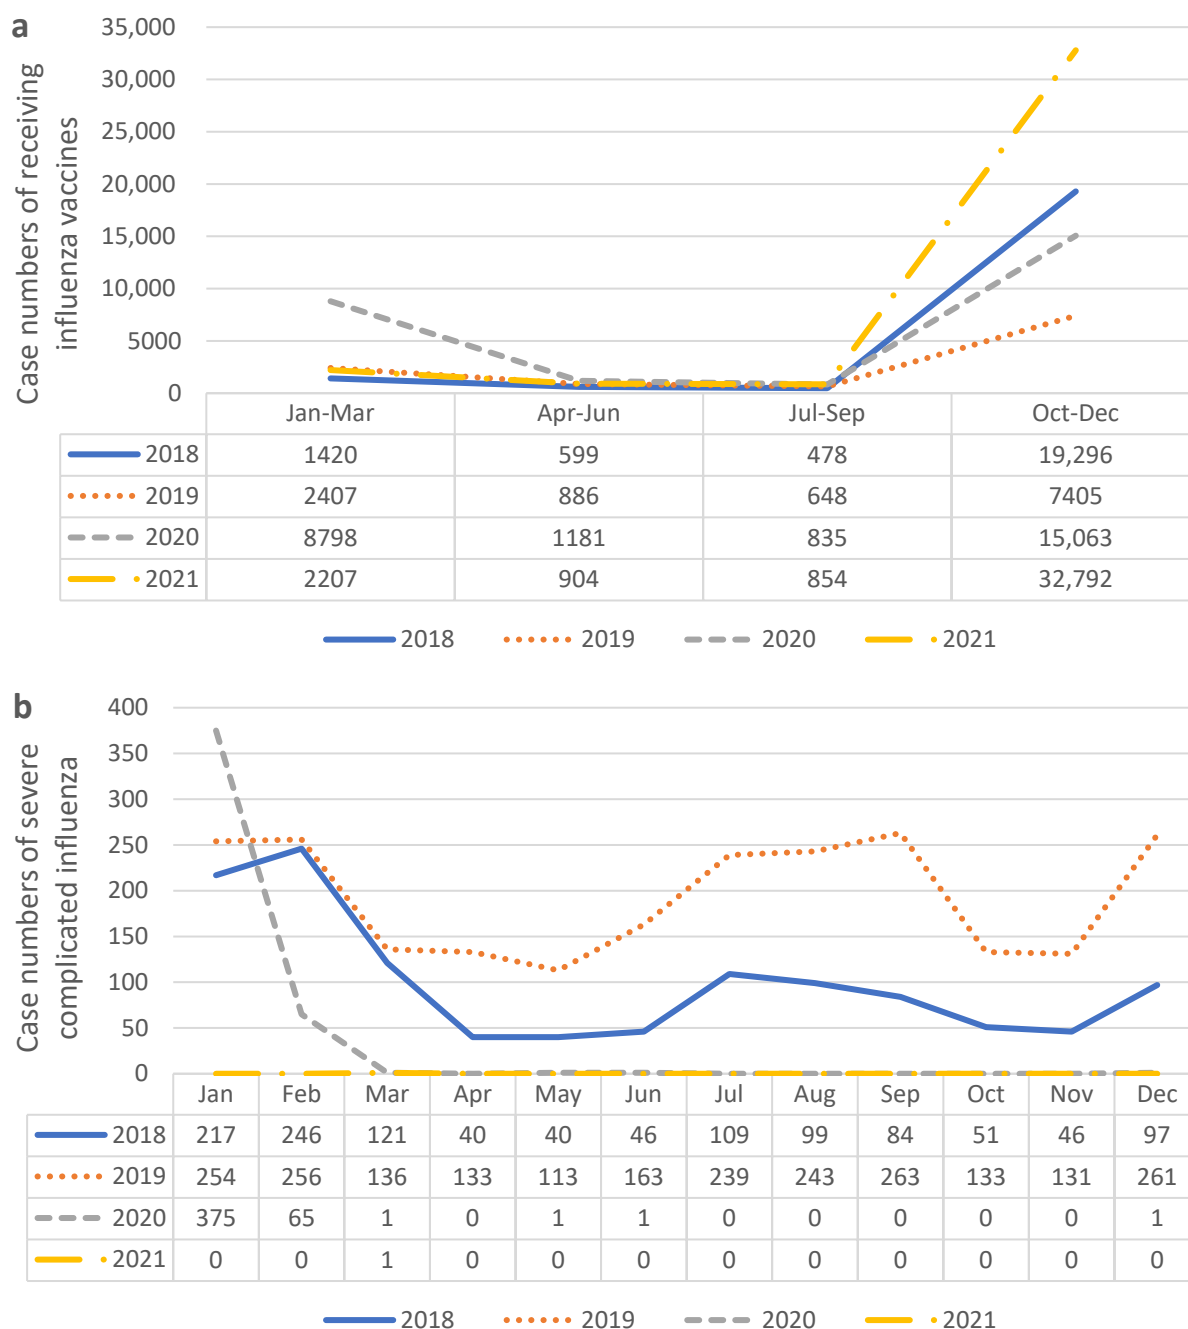 a
Case numbers of receiving
influenza vaccines
35,000
30,000
25,000
20,000
15,000
10,000
5000
0
Jan-Mar Apr-Jun Jul-Sep Oct-Dec
2018 1420 599 478 19,296
2019 2407 886 648 7405
2020 8798 1181 835 15,063
2021 2207 904 854 32,792
2018 2019 2020 2021
b
Case numbers of severe
complicated influenza
400
350
300
250
200
150
100
50
0
Jan Feb Mar Apr May Jun Jul Aug Sep Oct Nov Dec
2018 217 246 121 40 40 46 109 99 84 51 46 97
2019 254 256 136 133 113 163 239 243 263 133 131 261
2020 375 65 1 0 1 1 0 0 0 0 0 1
2021 0 0 1 0 0 0 0 0 0 0 0 0
2018 2019 2020 2021